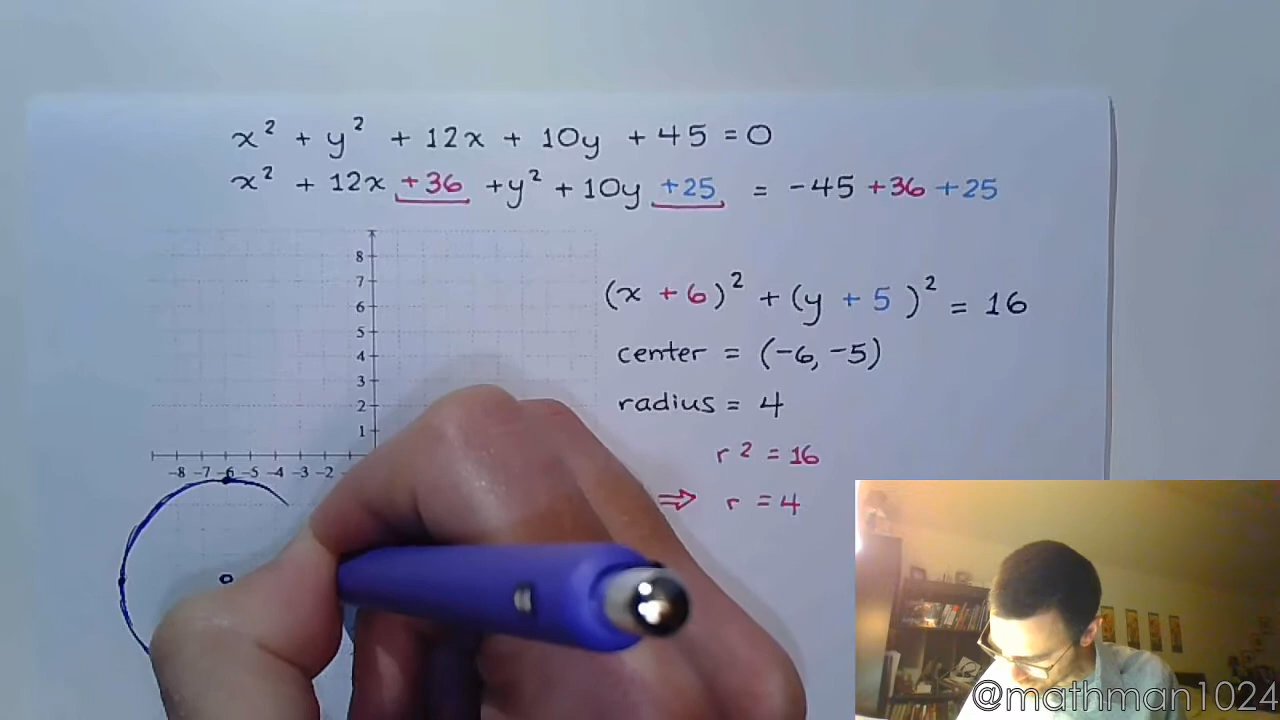 x² + y² + 12x + 10y + 45 = 0
x² + 12x +36 + y² + 10y +25 = -45 +36 +25
8
7
6
5
4
3
2
1
-8 -7 -6 -5 -4 -3 -2
(x + 6)² + (y + 5)² = 16
center = (-6, -5)
radius = 4
r² = 16
⇒ r = 4
@mathman1024